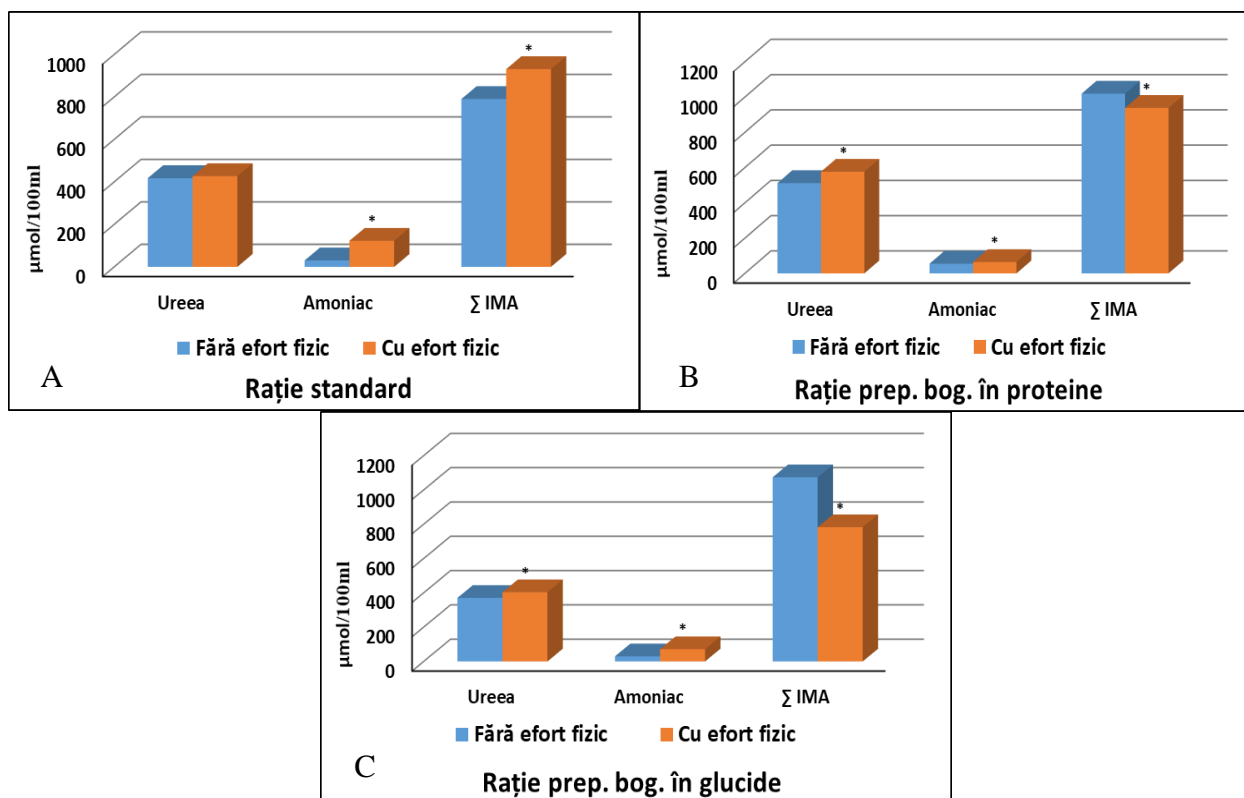 *
1000
800
600
400
200
0
µmol/100ml
*
Ureea Amoniac ∑ IMA
Fără efort fizic Cu efort fizic
A
Rație standard
1200
1000
800
600
400
200
0
µmol/100ml
* * *
Ureea Amoniac ∑ IMA
Fără efort fizic Cu efort fizic
B
Rație prep. bog. în proteine
1200
1000
800
600
400
200
0
µmol/100ml
* * *
Ureea Amoniac ∑ IMA
Fără efort fizic Cu efort fizic
C
Rație prep. bog. în glucide